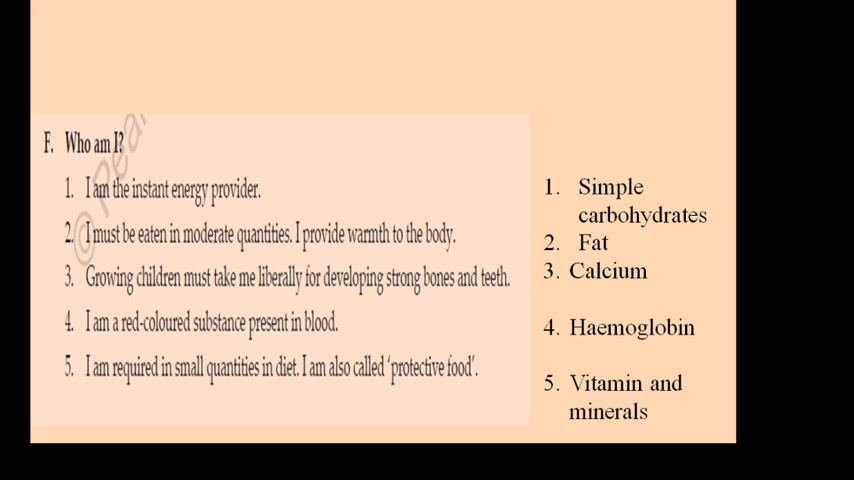 F. Who am I?
1. I am the instant energy provider.
2. I must be eaten in moderate quantities. I provide warmth to the body.
3. Growing children must take me liberally for developing strong bones and teeth.
4. I am a red-coloured substance present in blood.
5. I am required in small quantities in diet. I am also called 'protective food'.
1. Simple
carbohydrates
2. Fat
3. Calcium
4. Haemoglobin
5. Vitamin and
minerals